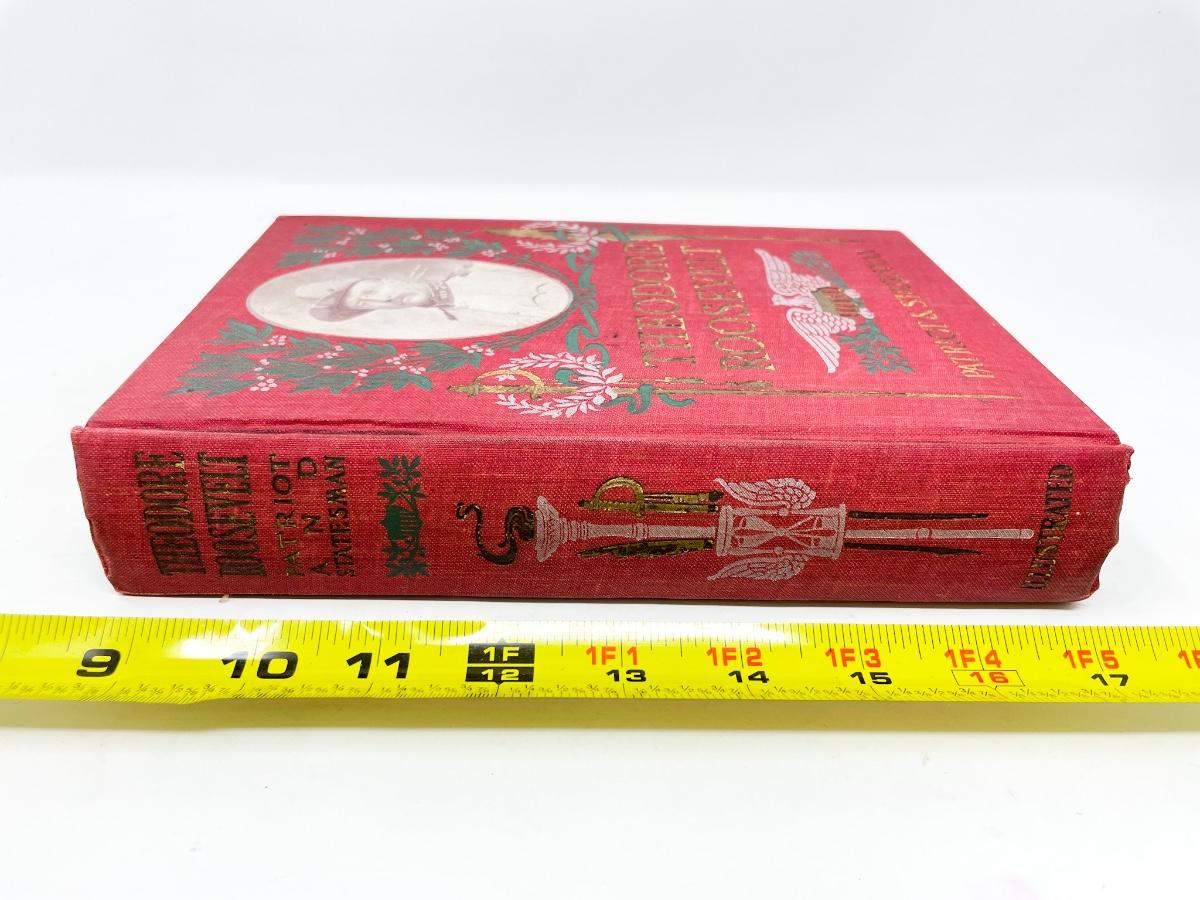 THEODORE
ROOSEVELT
PATRIOT & STATESMAN
THEODORE
ROOSEVELT
PATRIOT
AND
STATESMAN
ILLUSTRATED
9 10 11 1F 1F1 1F2 1F3 1F4 1F5
12 13 14 15 16 17